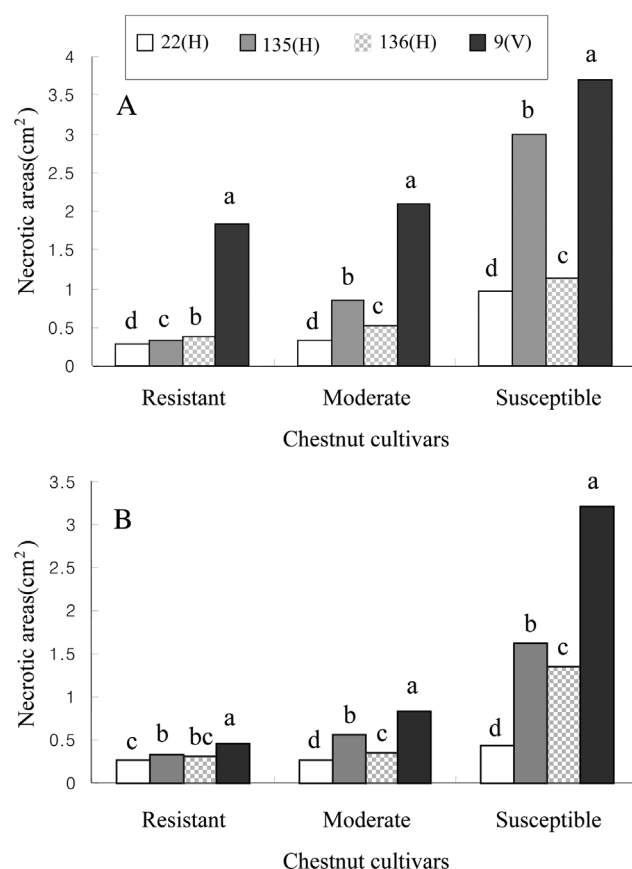 22(H) 135(H) 136(H) 9(V)
A
Necrotic areas(cm²)
4
3.5
3
2.5
2
1.5
1
0.5
0
d c b a
d b c a
d b c a
Resistant Moderate Susceptible
Chestnut cultivars
B
Necrotic areas(cm²)
3.5
3
2.5
2
1.5
1
0.5
0
c b bc a
d b c a
d b c a
Resistant Moderate Susceptible
Chestnut cultivars